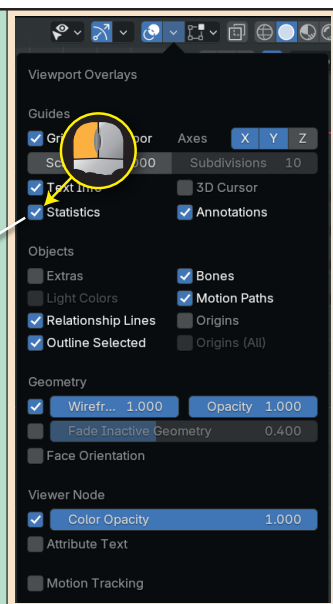 Viewport Overlays
Guides
Gri oor Axes X Y Z
Sc 000 Subdivisions 10
Text Info 3D Cursor
Statistics Annotations
Objects
Extras Bones
Light Colors Motion Paths
Relationship Lines Origins
Outline Selected Origins (All)
Geometry
Wirefr... 1.000 Opacity 1.000
Fade Inactive Geometry 0.400
Face Orientation
Viewer Node
Color Opacity 1.000
Attribute Text
Motion Tracking